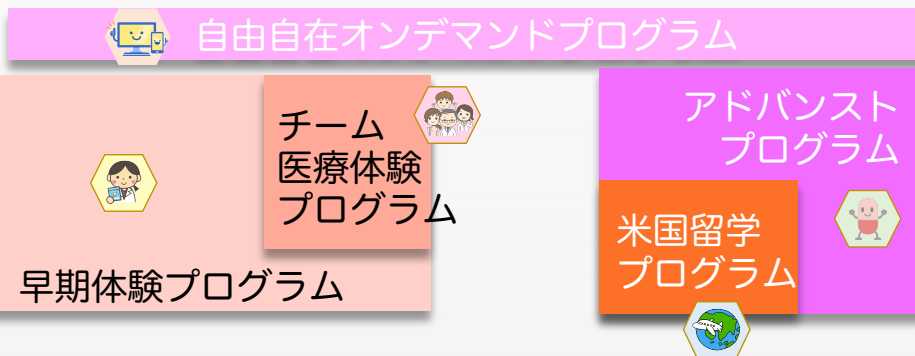 自由自在オンデマンドプログラム
チーム
医療体験
プログラム
早期体験プログラム
アドバンスト
プログラム
米国留学
プログラム